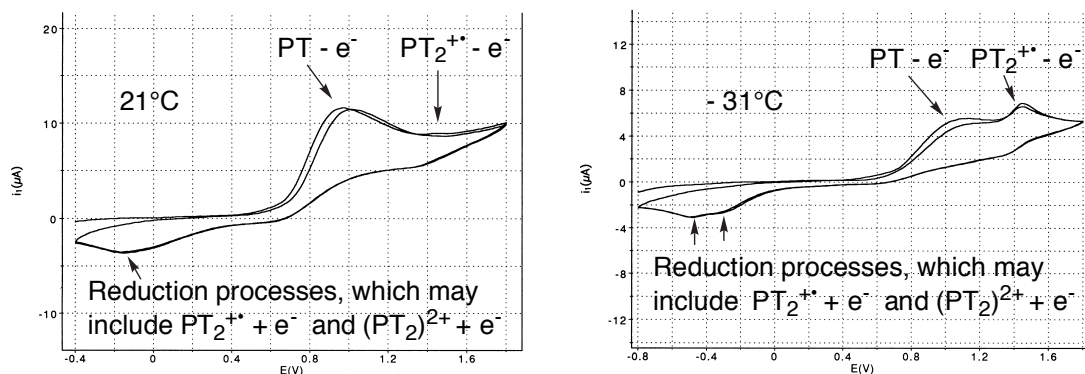 20
10
0
-10
i₁(µA)
-0.4 0 0.4 0.8 1.2 1.6
E(V)
21°C
PT - e⁻
PT₂⁺• - e⁻
Reduction processes, which may
include PT₂⁺• + e⁻ and (PT₂)²⁺ + e⁻
12
8
4
0
-4
-8
-12
i₁(µA)
-0.8 -0.4 0 0.4 0.8 1.2 1.6
E(V)
- 31°C
PT - e⁻
PT₂⁺• - e⁻
Reduction processes, which may
include PT₂⁺• + e⁻ and (PT₂)²⁺ + e⁻